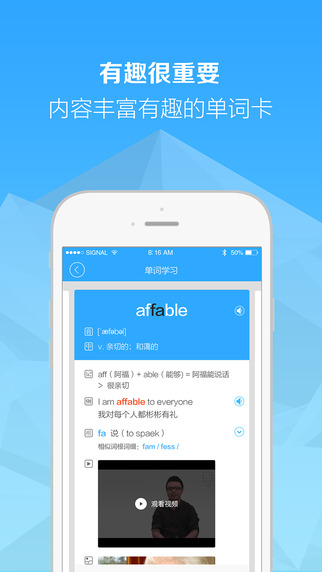 有趣很重要
内容丰富有趣的单词卡
SIGNAL 8:16 AM 50%
单词学习
affable
[ˈæfəbəl]
v. 亲切的；和蔼的
aff（阿福）+ able（能够）= 阿福能说话
> 很亲切
I am affable to everyone
我对每个人都彬彬有礼
fa 说（to spaek）
相似词根词缀：fam / fess /
观看视频